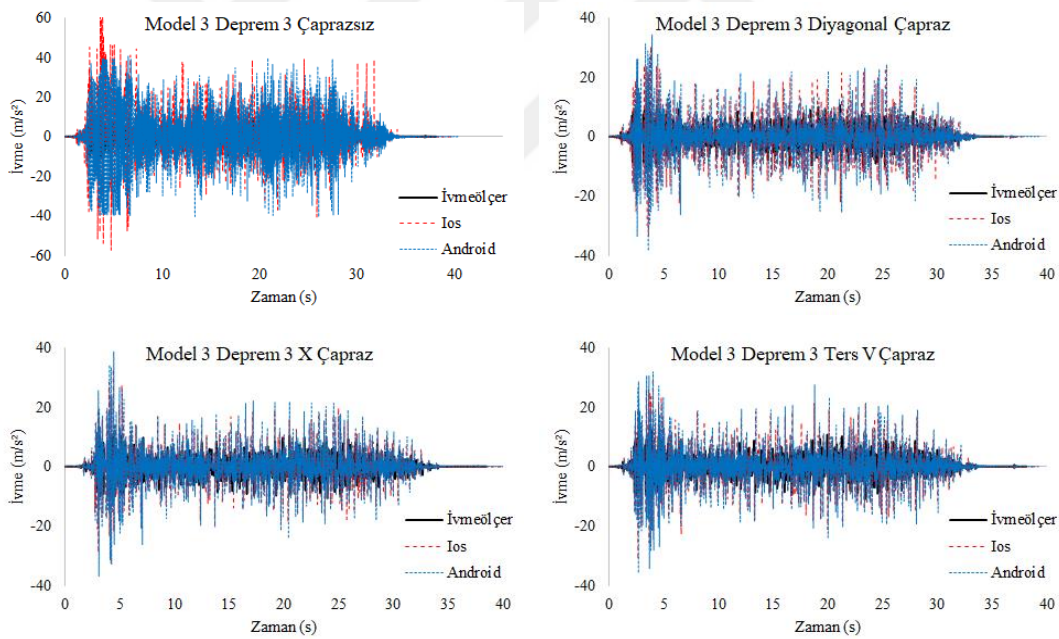 Model 3 Deprem 3 Çaprazsız
60
40
20
0
-20
-40
-60
İvme (m/s²)
0
10
20
30
40
Zaman (s)
İvmeölçer
Ios
Android
Model 3 Deprem 3 Diyagonal Çapraz
40
20
0
-20
-40
İvme (m/s²)
0
5
10
15
20
25
30
35
40
Zaman (s)
İvmeölçer
Ios
Android
Model 3 Deprem 3 X Çapraz
40
20
0
-20
-40
İvme (m/s²)
0
5
10
15
20
25
30
35
40
Zaman (s)
İvmeölçer
Ios
Android
Model 3 Deprem 3 Ters V Çapraz
40
20
0
-20
-40
İvme (m/s²)
0
5
10
15
20
25
30
35
40
Zaman (s)
İvmeölçer
Ios
Android